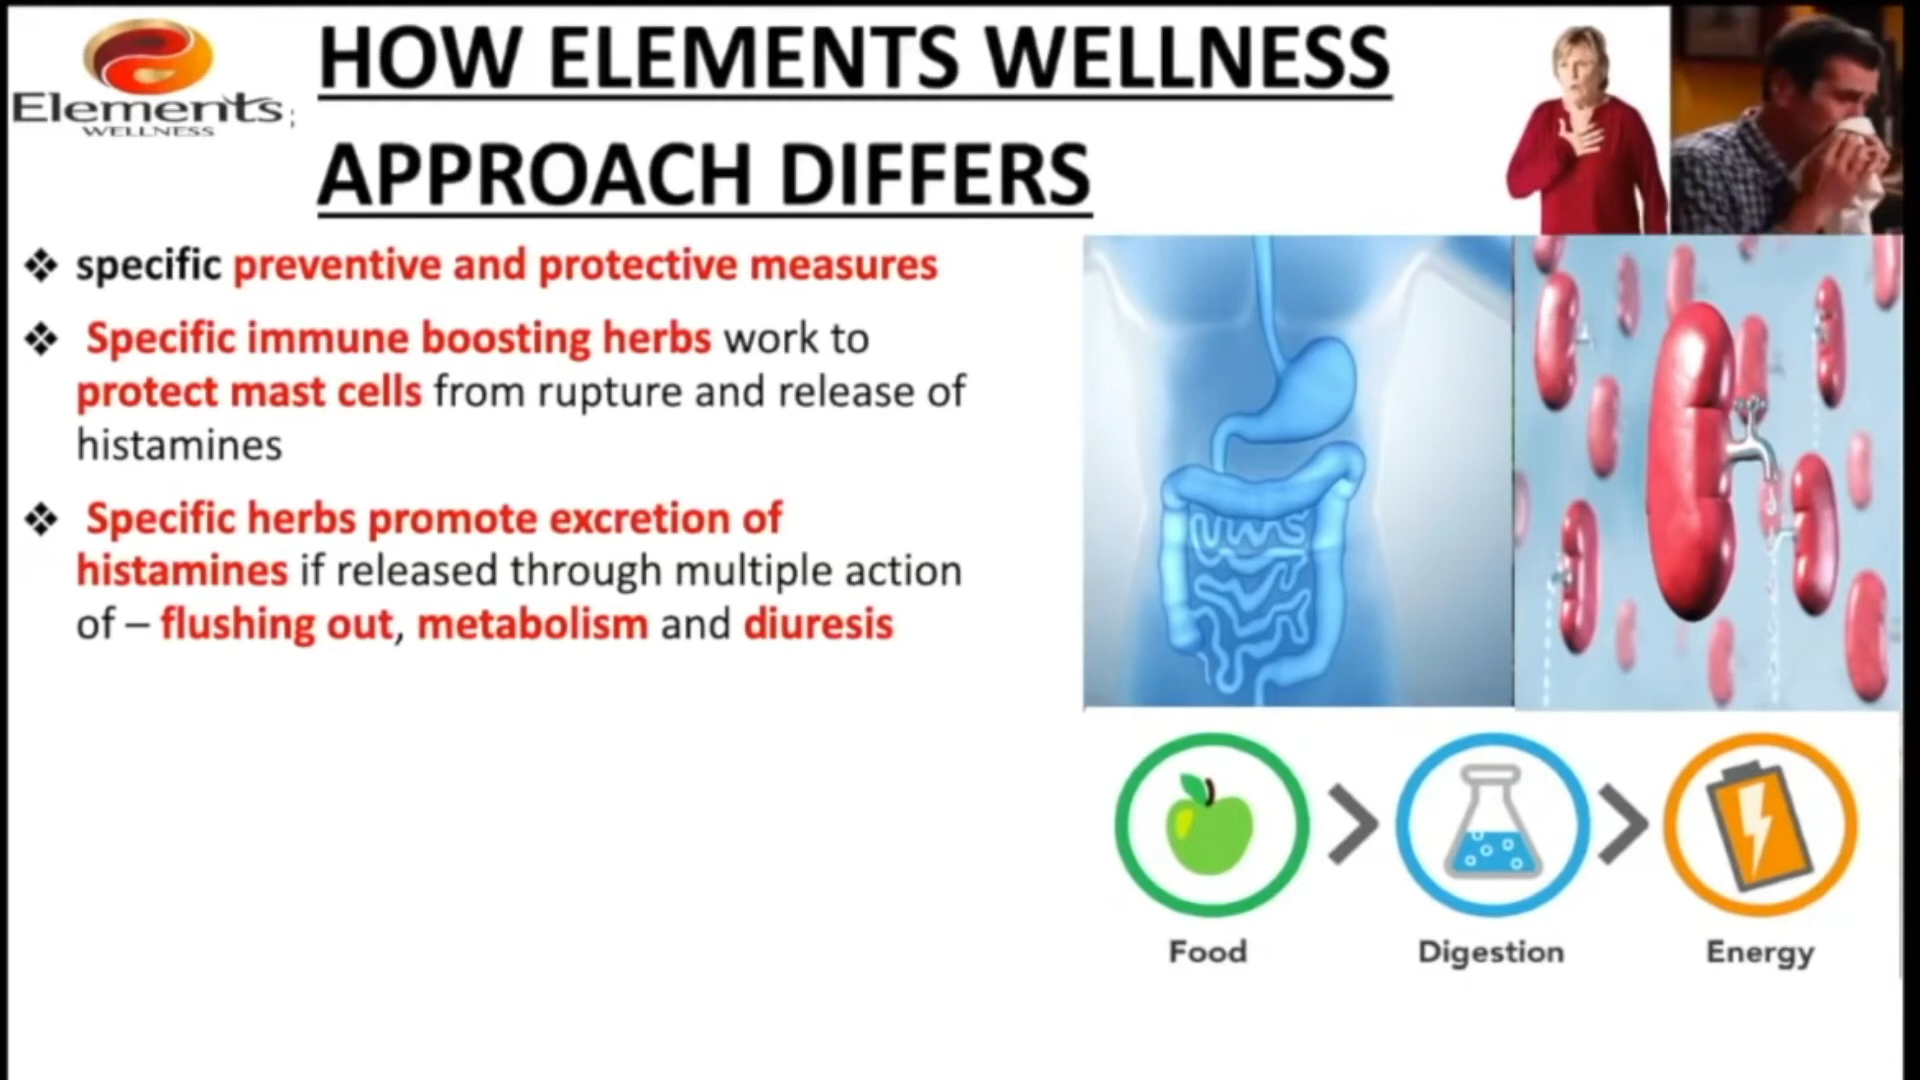 Elements
WELLNESS
HOW ELEMENTS WELLNESS
APPROACH DIFFERS
❖ specific preventive and protective measures
❖ Specific immune boosting herbs work to
protect mast cells from rupture and release of
histamines
❖ Specific herbs promote excretion of
histamines if released through multiple action
of – flushing out, metabolism and diuresis
Food
Digestion
Energy